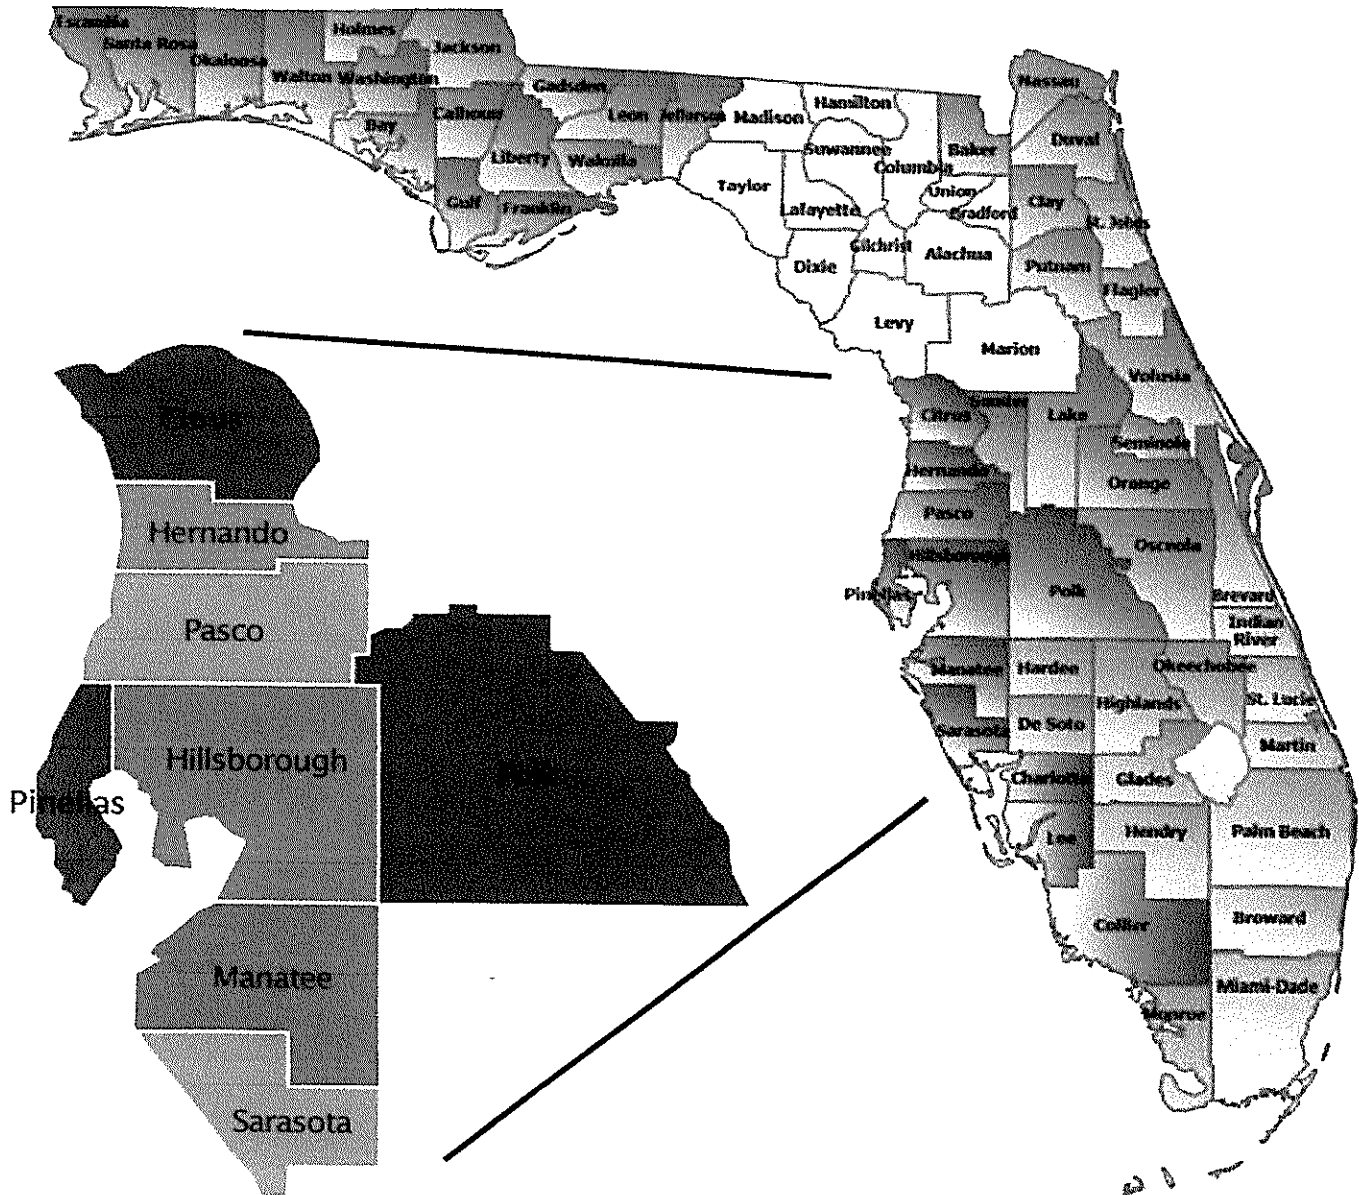 Escambia
Santa Rosa
Okaloosa
Walton
Holmes
Washington
Jackson
Bay
Calhoun
Gulf
Liberty
Gadsden
Franklin
Leon
Wakulla
Jefferson
Madison
Taylor
Hamilton
Suwannee
Lafayette
Dixie
Columbia
Gilchrist
Levy
Baker
Union
Bradford
Alachua
Marion
Nassau
Duval
Clay
St. Johns
Putnam
Flagler
Volusia
Citrus
Sumter
Lake
Seminole
Hernando
Orange
Pasco
Hillsborough
Pinellas
Polk
Osceola
Brevard
Indian
River
Manatee
Hardee
Okeechobee
Highlands
St. Lucie
Sarasota
De Soto
Martin
Charlotte
Glades
Lee
Hendry
Palm Beach
Collier
Broward
Monroe
Miami-Dade
Hernando
Pasco
Hillsborough
Pinellas
Manatee
Sarasota